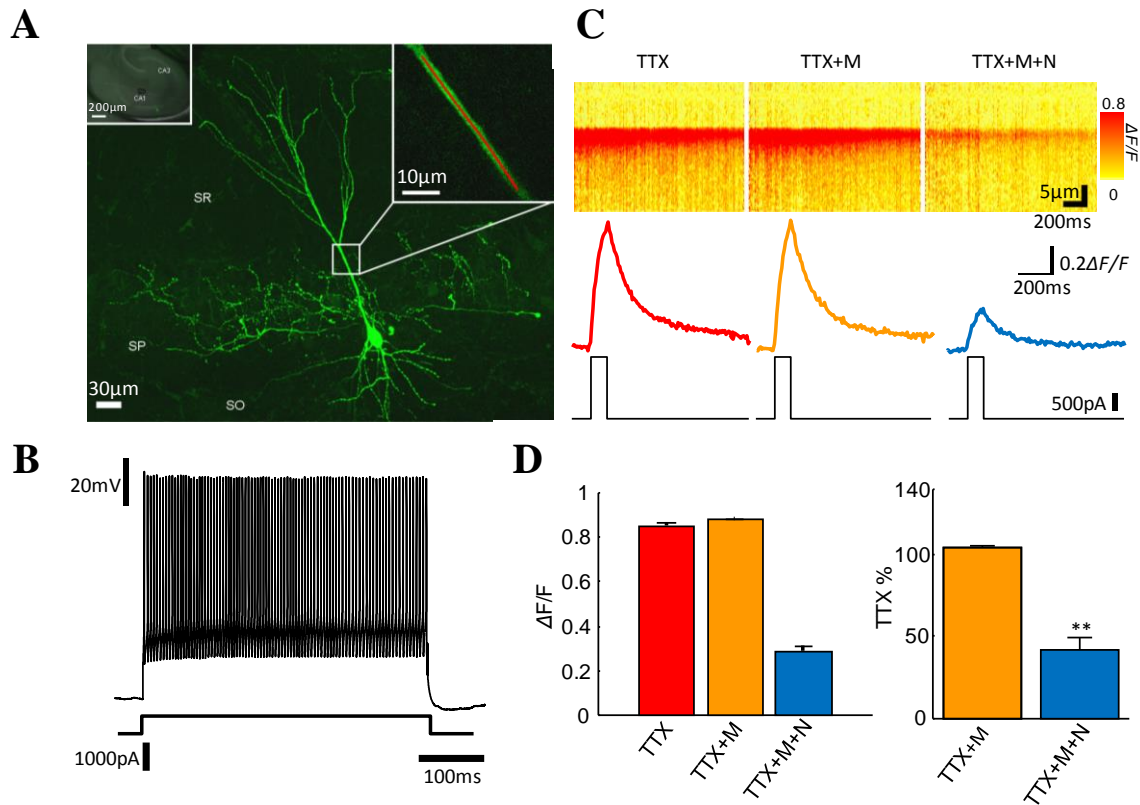 A
CA3
CA1
200µm
10µm
SR
SP
30µm
SO
B
20mV
1000pA
100ms
C
TTX
TTX+M
TTX+M+N
0.8
ΔF/F
0
5µm
200ms
0.2ΔF/F
200ms
500pA
D
1
0.8
0.6
0.4
0.2
0
ΔF/F
TTX
TTX+M
TTX+M+N
140
100
50
0
TTX %
**
TTX+M
TTX+M+N